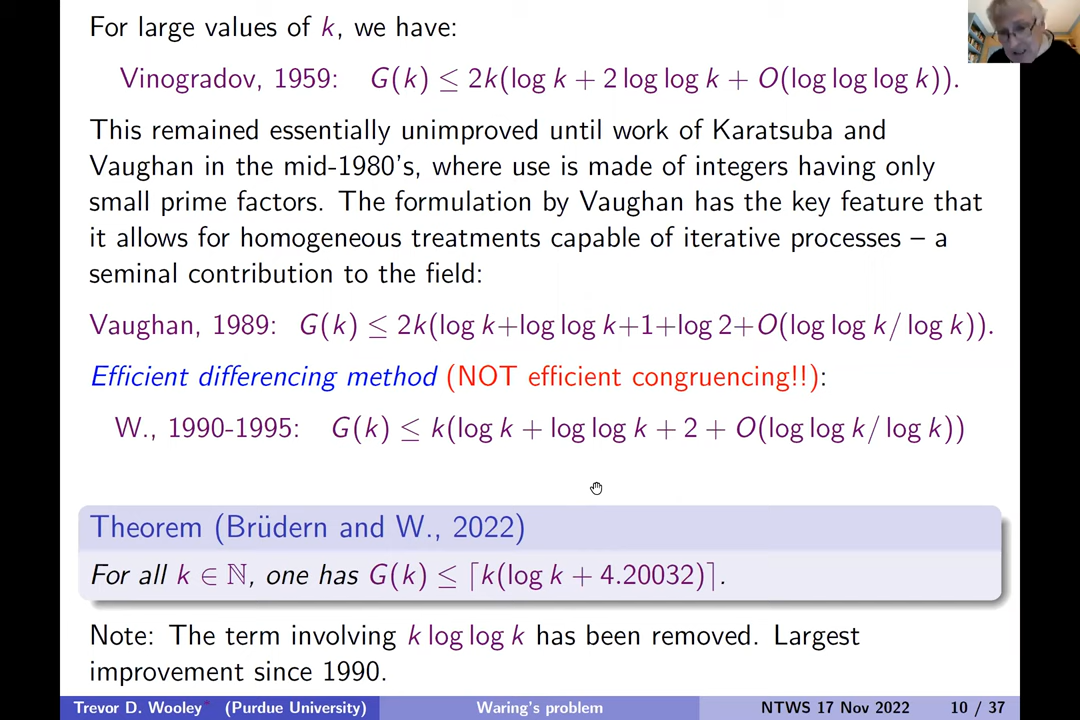 For large values of k, we have:
Vinogradov, 1959: G(k) ≤ 2k(log k + 2 log log k + O(log log log k)).
This remained essentially unimproved until work of Karatsuba and
Vaughan in the mid-1980's, where use is made of integers having only
small prime factors. The formulation by Vaughan has the key feature that
it allows for homogeneous treatments capable of iterative processes – a
seminal contribution to the field:
Vaughan, 1989: G(k) ≤ 2k(log k+log log k+1+log 2+O(log log k/ log k)).
Efficient differencing method (NOT efficient congruencing!!):
W., 1990-1995: G(k) ≤ k(log k + log log k + 2 + O(log log k/ log k))
Theorem (Brüdern and W., 2022)
For all k ∈ ℕ, one has G(k) ≤ ⌈k(log k + 4.20032)⌉.
Note: The term involving k log log k has been removed. Largest
improvement since 1990.
Trevor D. Wooley* (Purdue University) Waring's problem NTWS 17 Nov 2022 10 / 37